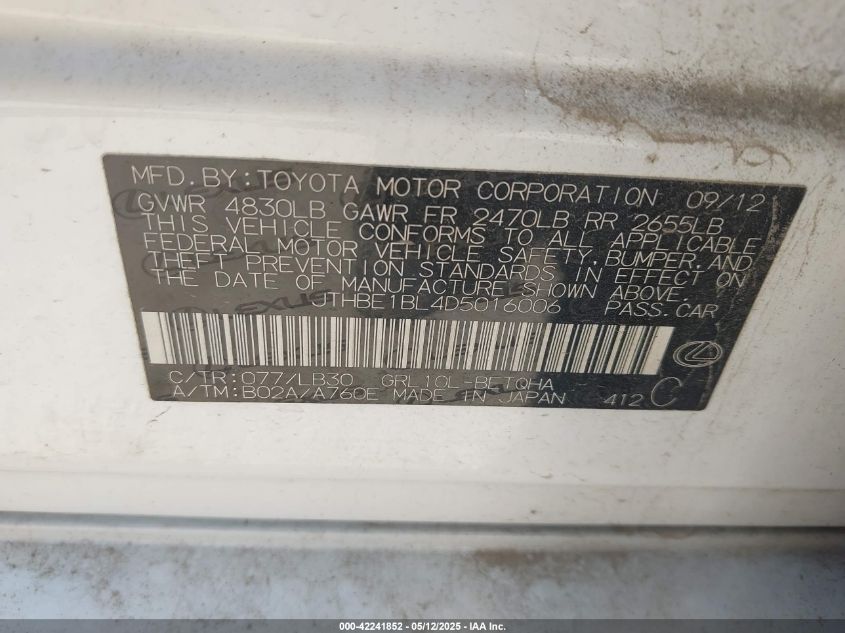 MFD.BY:TOYOTA MOTOR CORPORATION 09/12
GVWR 4830LB GAWR FR 2470LB RR 2655LB
THIS VEHICLE CONFORMS TO ALL APPLICABLE
FEDERAL MOTOR VEHICLE SAFETY,BUMPER,AND
THEFT PREVENTION STANDARDS IN EFFECT ON
THE DATE OF MANUFACTURE SHOWN ABOVE.
JTHBE1BL4D5016006 PASS.CAR
C/TR:077/LB30 GRL10L-BETQHA
A/TM:B02A/A760E MADE IN JAPAN 412 C
000-42241852 — 05/12/2025 — IAA Inc.